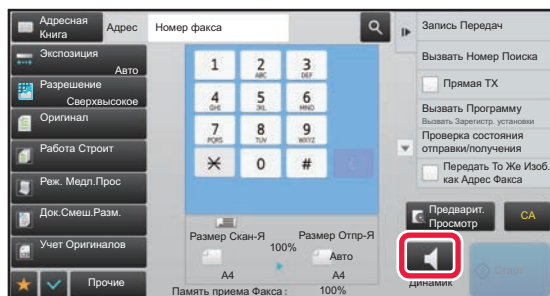 Адресная
Книга
Адрес
Номер факса
Экспозиция
Авто
Разрешение
Сверхвысокое
Оригинал
Работа Строит
Реж. Медл.Прос
Док.Смеш.Разм.
Учет Оригиналов
Прочие
1 2 3
ABC DEF
4 5 6
GHI JKL MNO
7 8 9
PQRS TUV WXYZ
0 #
Размер Скан-Я
100%
Размер Отпр-Я
Авто
A4
A4
Память приема Факса : 100%
Запись Передач
Вызвать Номер Поиска
Прямая TX
Вызвать Программу
Вызвать Зарегистр. установки
Проверка состояния
отправки/получения
Передать То Же Изоб.
как Адрес Факса
Предварит.
Просмотр
CA
Динамик
Старт